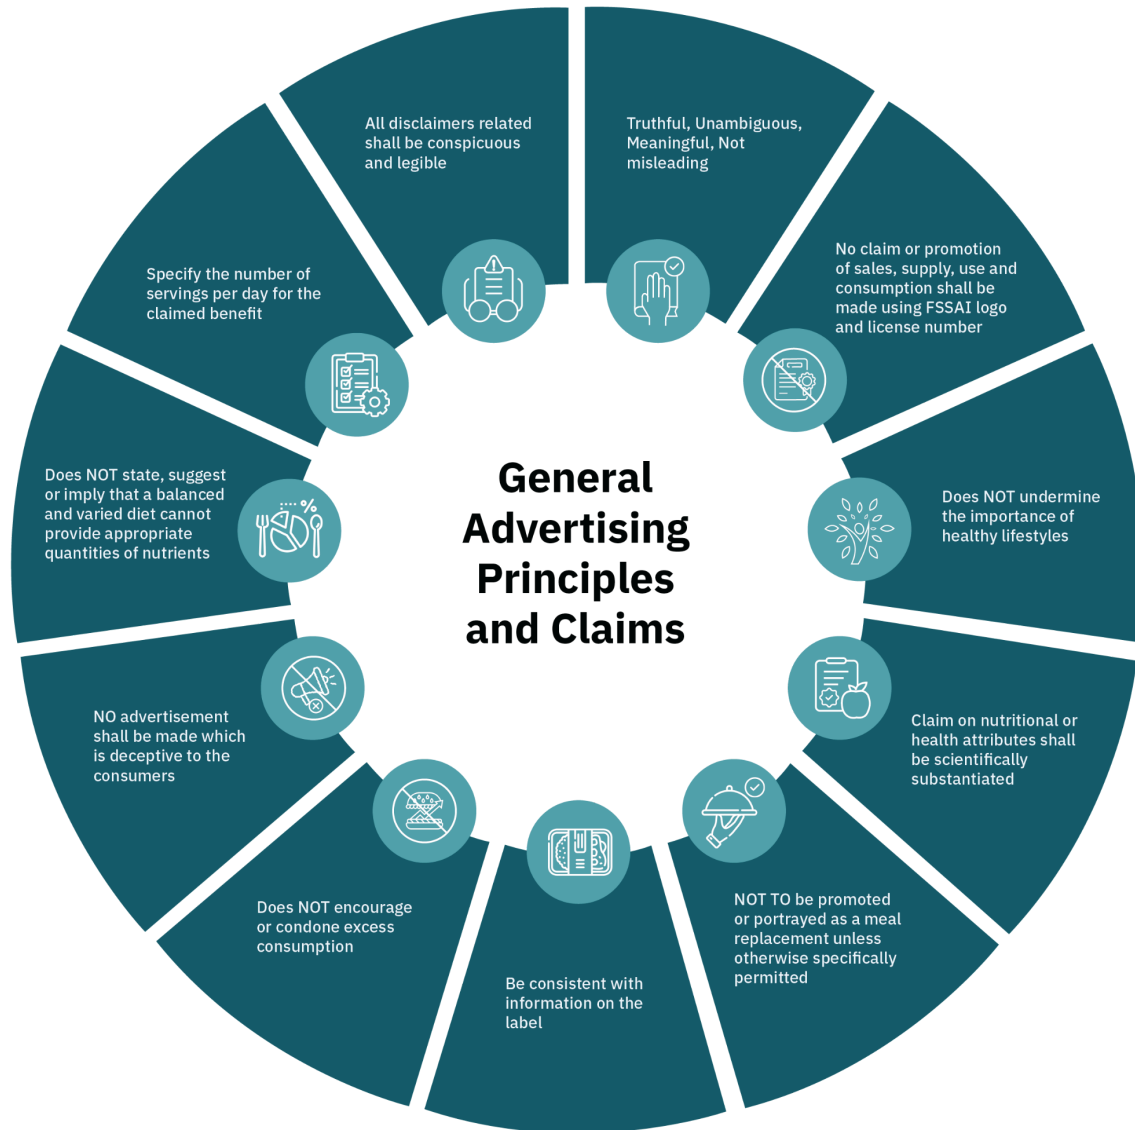 General
Advertising
Principles
and Claims
Truthful, Unambiguous,
Meaningful, Not
misleading
No claim or promotion
of sales, supply, use and
consumption shall be
made using FSSAI logo
and license number
Does NOT undermine
the importance of
healthy lifestyles
Claim on nutritional or
health attributes shall
be scientifically
substantiated
NOT TO be promoted
or portrayed as a meal
replacement unless
otherwise specifically
permitted
Be consistent with
information on the
label
Does NOT encourage
or condone excess
consumption
NO advertisement
shall be made which
is deceptive to the
consumers
Does NOT state, suggest
or imply that a balanced
and varied diet cannot
provide appropriate
quantities of nutrients
Specify the number of
servings per day for the
claimed benefit
All disclaimers related
shall be conspicuous
and legible